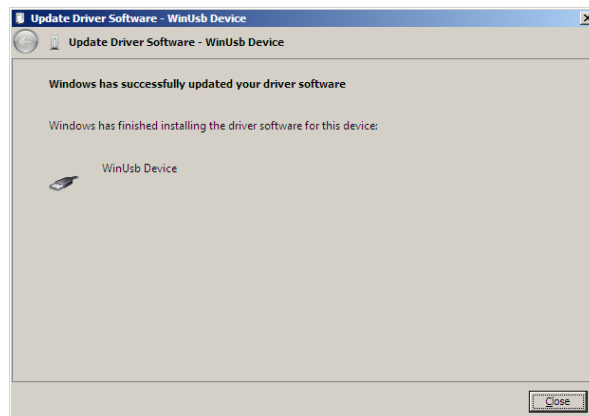 Update Driver Software - WinUsb Device
Update Driver Software - WinUsb Device
Windows has successfully updated your driver software
Windows has finished installing the driver software for this device:
WinUsb Device
Close